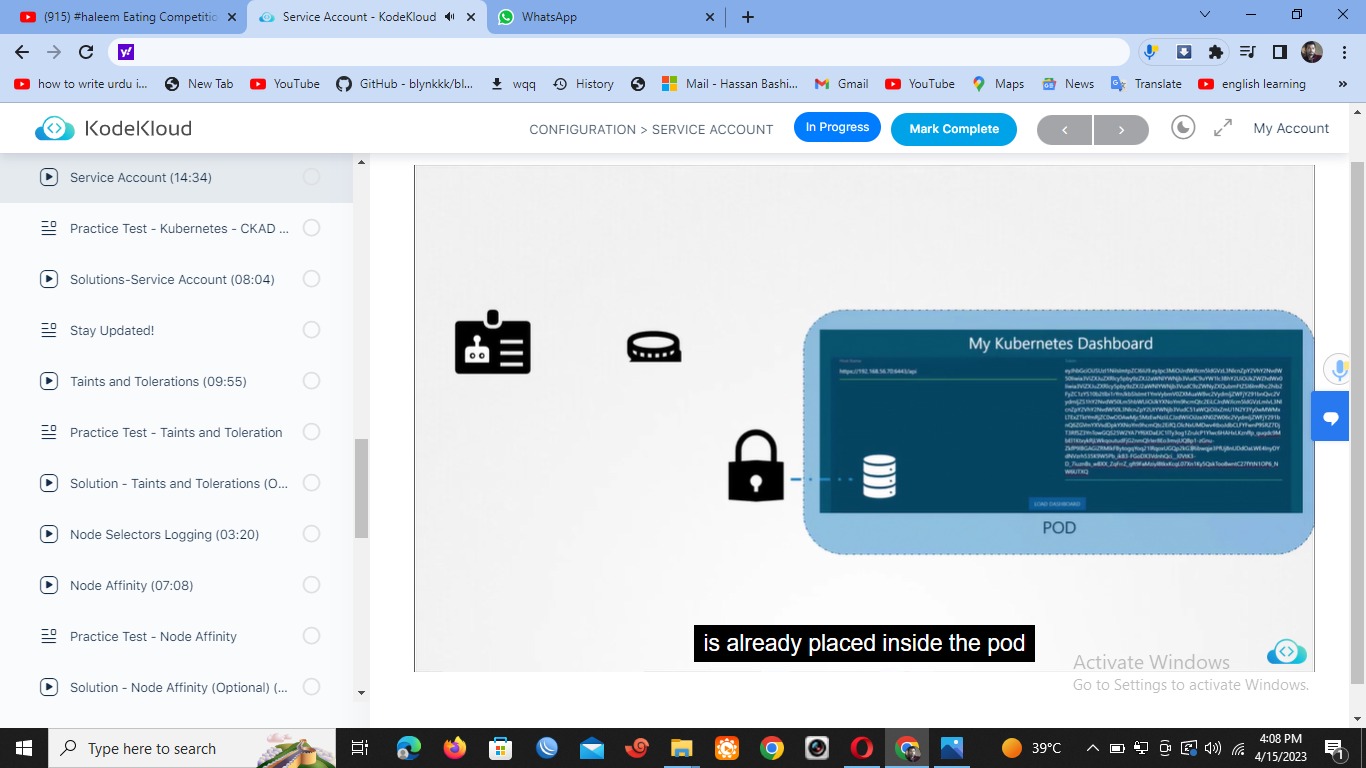 (915) #haleem Eating Competitic
Service Account - KodeKloud
WhatsApp
how to write urdu i...
New Tab
YouTube
GitHub - blynkkk/bl...
wqq
History
Mail - Hassan Bashi...
Gmail
YouTube
Maps
News
Translate
english learning
»
KodeKloud
CONFIGURATION > SERVICE ACCOUNT
In Progress
Mark Complete
My Account
Service Account (14:34)
Practice Test - Kubernetes - CKAD ...
Solutions-Service Account (08:04)
Stay Updated!
Taints and Tolerations (09:55)
Practice Test - Taints and Toleration
Solution - Taints and Tolerations (O...
Node Selectors Logging (03:20)
Node Affinity (07:08)
Practice Test - Node Affinity
Solution - Node Affinity (Optional) (...
My Kubernetes Dashboard
https://192.168.56.70:6443/api
LOAD DASHBOARD
POD
is already placed inside the pod
Activate Windows
Go to Settings to activate Windows.
Type here to search
39°C
4:08 PM
4/15/2023
1